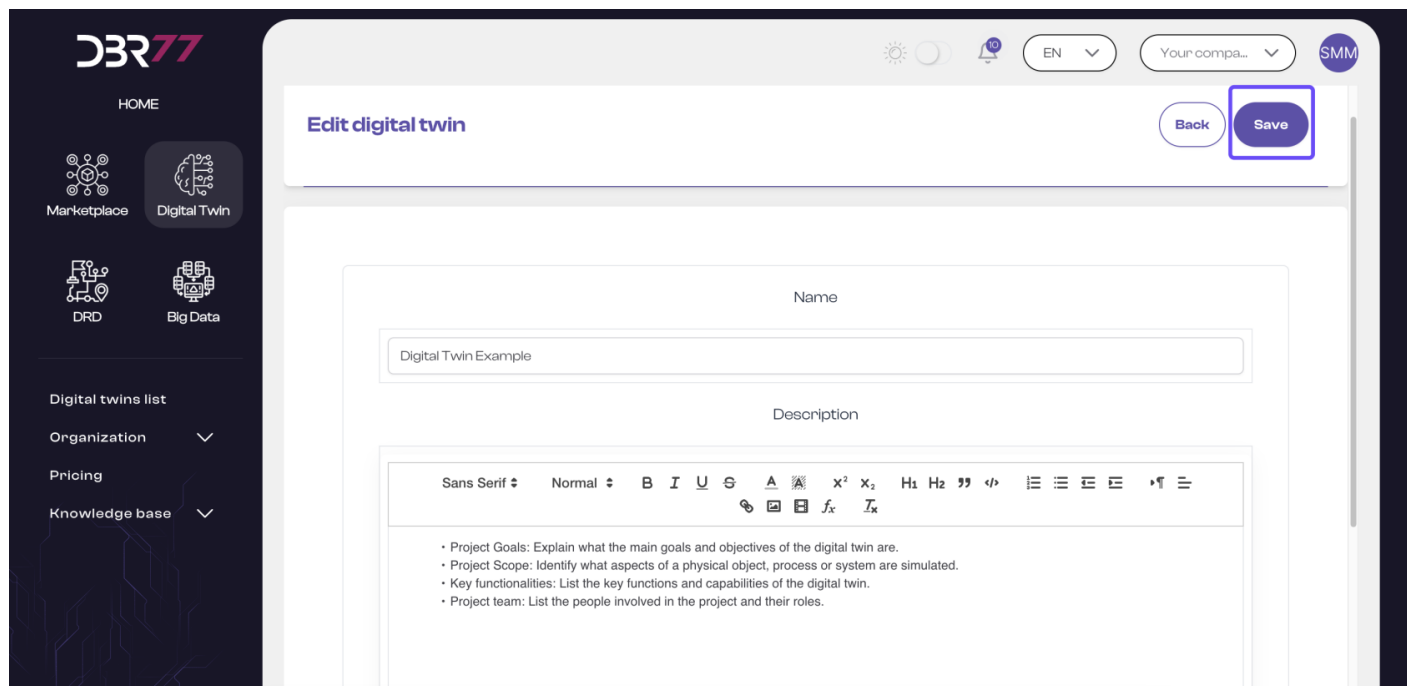 DBR77
10
EN
Your compa...
SMM
HOME
Edit digital twin
Back
Save
Marketplace
Digital Twin
DRD
Big Data
Name
Digital Twin Example
Digital twins list
Description
Organization
Pricing
Sans Serif
Normal
B I U S A A X² X₂ H1 H2 ❞ </>
fx Tx
Knowledge base
• Project Goals: Explain what the main goals and objectives of the digital twin are.
• Project Scope: Identify what aspects of a physical object, process or system are simulated.
• Key functionalities: List the key functions and capabilities of the digital twin.
• Project team: List the people involved in the project and their roles.